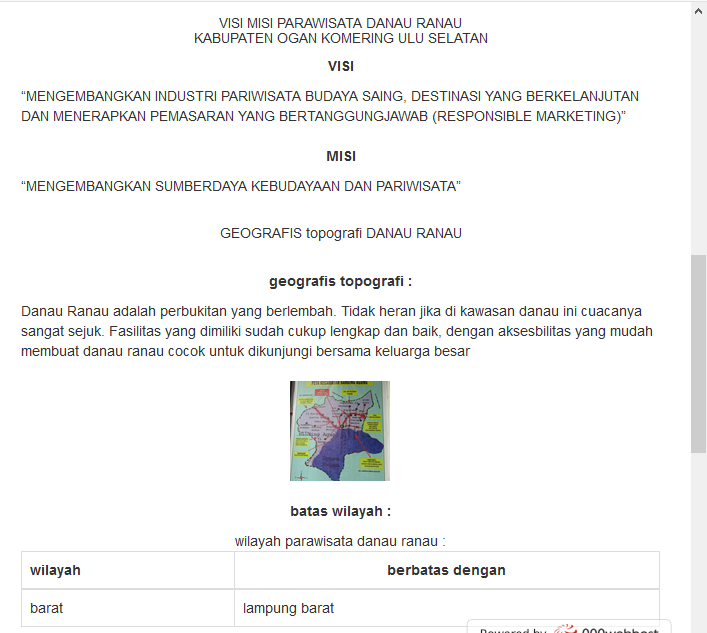 VISI MISI PARAWISATA DANAU RANAU
KABUPATEN OGAN KOMERING ULU SELATAN
VISI
“MENGEMBANGKAN INDUSTRI PARIWISATA BUDAYA SAING, DESTINASI YANG BERKELANJUTAN
DAN MENERAPKAN PEMASARAN YANG BERTANGGUNGJAWAB (RESPONSIBLE MARKETING)”
MISI
“MENGEMBANGKAN SUMBERDAYA KEBUDAYAAN DAN PARIWISATA”
GEOGRAFIS topografi DANAU RANAU
geografis topografi :
Danau Ranau adalah perbukitan yang berlembah. Tidak heran jika di kawasan danau ini cuacanya
sangat sejuk. Fasilitas yang dimiliki sudah cukup lengkap dan baik, dengan aksesbilitas yang mudah
membuat danau ranau cocok untuk dikunjungi bersama keluarga besar
batas wilayah :
wilayah parawisata danau ranau :
wilayah berbatas dengan
barat lampung barat
Powered by 000webhost